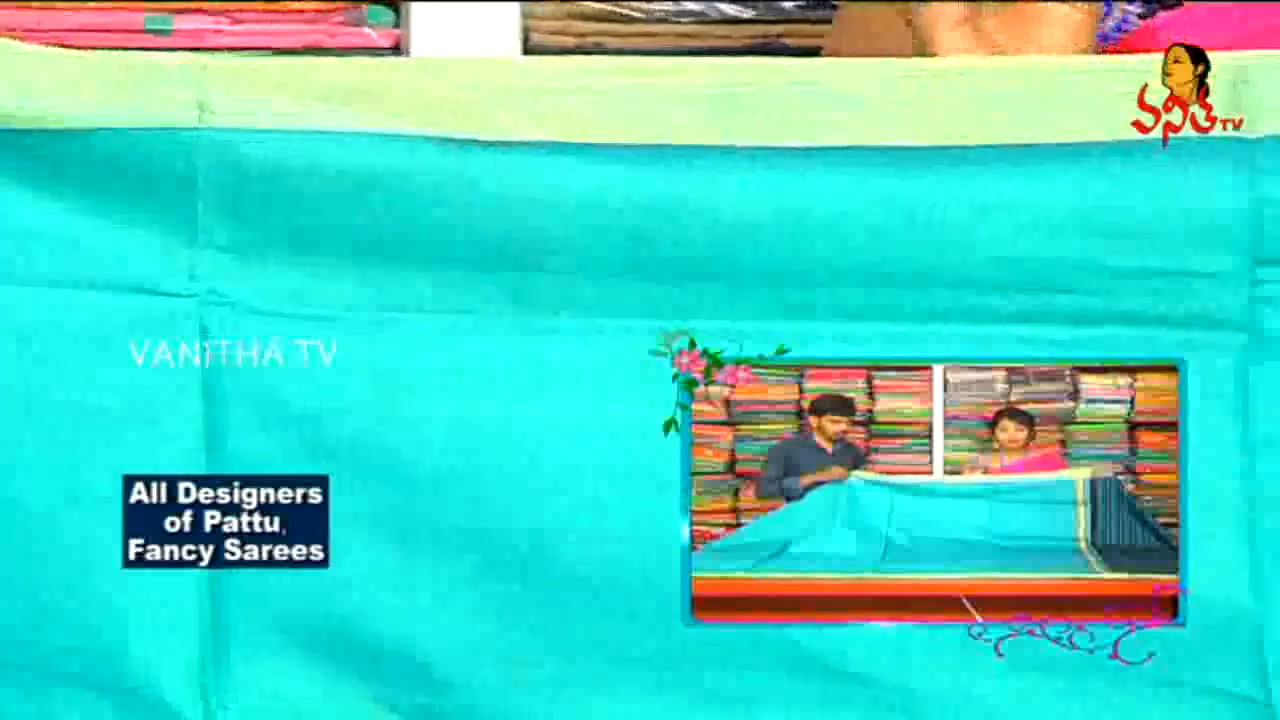 వనిత TV
VANITHA TV
All Designers
of Pattu,
Fancy Sarees